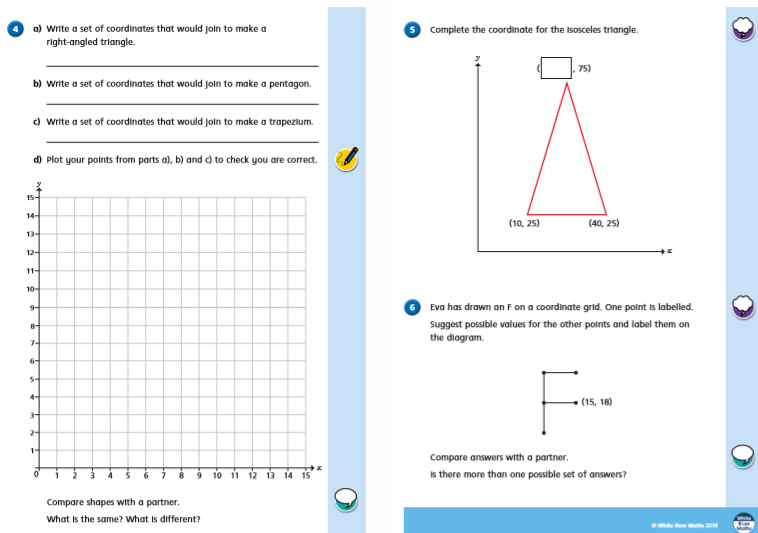 4 a) Write a set of coordinates that would join to make a
right-angled triangle.
b) Write a set of coordinates that would join to make a pentagon.
c) Write a set of coordinates that would join to make a trapezium.
d) Plot your points from parts a), b) and c) to check you are correct.
y
15
14
13
12
11
10
9
8
7
6
5
4
3
2
1
0 1 2 3 4 5 6 7 8 9 10 11 12 13 14 15 x
Compare shapes with a partner.
What is the same? What is different?
5 Complete the coordinate for the isosceles triangle.
y
( , 75)
(10, 25) (40, 25)
x
6 Eva has drawn an F on a coordinate grid. One point is labelled.
Suggest possible values for the other points and label them on
the diagram.
(15, 18)
Compare answers with a partner.
Is there more than one possible set of answers?
© White Rose Maths 2019
White
Rose
Maths